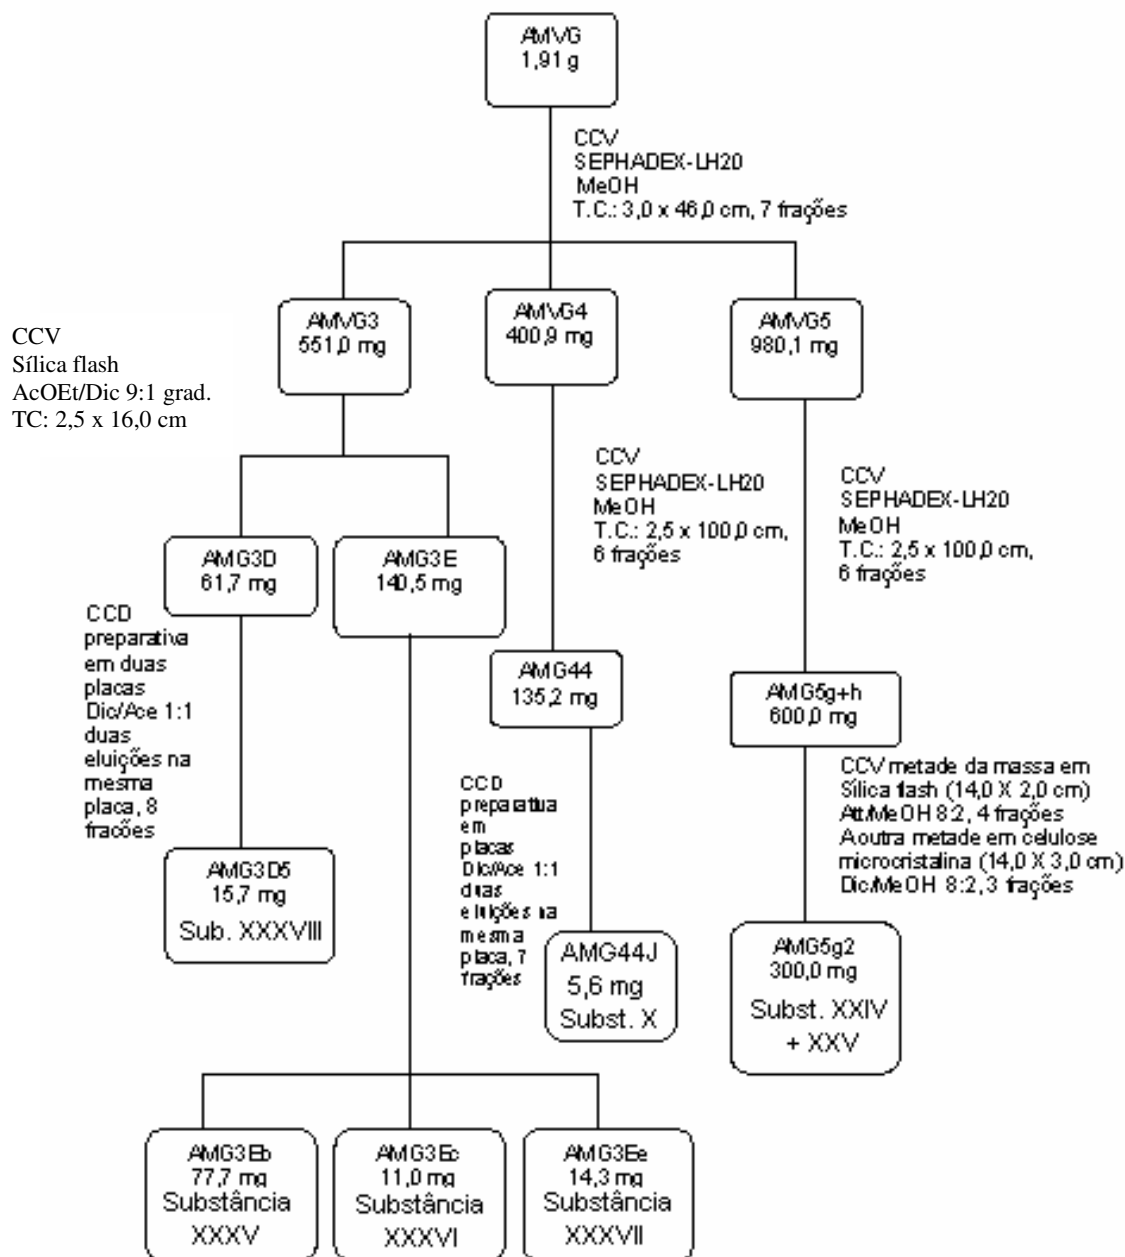 AMVG
1,91 g
CCV
SEPHADEX-LH20
MeOH
T.C.: 3,0 x 46,0 cm, 7 frações
AMVG3
551,0 mg
AMVG4
400,9 mg
AMVG5
980,1 mg
CCV
Sílica flash
AcOEt/Dic 9:1 grad.
TC: 2,5 x 16,0 cm
CCV
SEPHADEX-LH20
MeOH
T.C.: 2,5 x 100,0 cm,
6 frações
CCV
SEPHADEX-LH20
MeOH
T.C.: 2,5 x 100,0 cm,
6 frações
AMG3D
61,7 mg
AMG3E
140,5 mg
CCD
preparativa
em duas
placas
Dic/Ace 1:1
duas
eluições na
mesma
placa, 8
frações
AMG44
135,2 mg
AMG5g+h
600,0 mg
CCD
preparativa
em
placas
Dic/Ace 1:1
duas
eluições na
mesma
placa, 7
frações
CCV metade da massa em
Sílica flash (14,0 X 2,0 cm)
MeOH 8:2, 4 frações
A outra metade em celulose
microcristalina (14,0 X 3,0 cm)
Dic/MeOH 8:2, 3 frações
AMG3D5
15,7 mg
Sub. XXXVIII
AMG44J
5,6 mg
Subst. X
AMG5g2
300,0 mg
Subst. XXIV
+ XXV
AMG3Eb
77,7 mg
Substância
XXXV
AMG3Ec
11,0 mg
Substância
XXXVI
AMG3Ee
14,3 mg
Substância
XXXVII